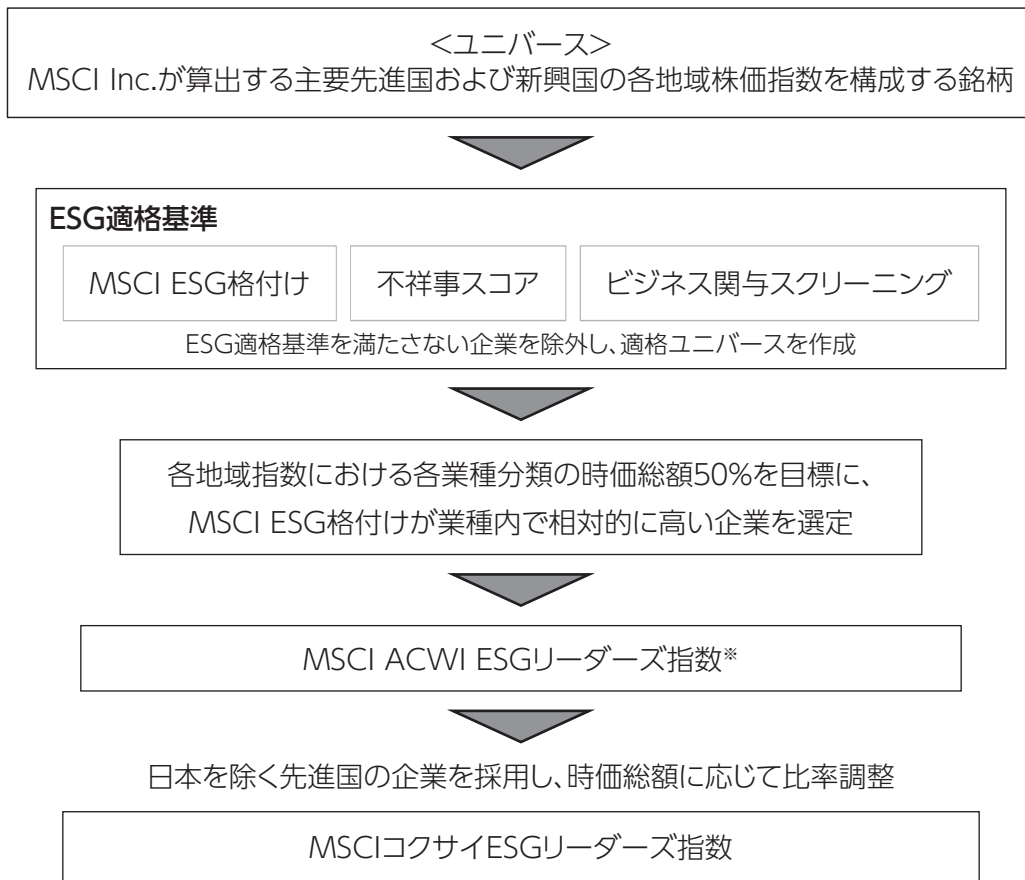 <ユニバース>
MSCI Inc.が算出する主要先進国および新興国の各地域株価指数を構成する銘柄
ESG適格基準
MSCI ESG格付け
不祥事スコア
ビジネス関与スクリーニング
ESG適格基準を満たさない企業を除外し、適格ユニバースを作成
各地域指数における各業種分類の時価総額50%を目標に、
MSCI ESG格付けが業種内で相対的に高い企業を選定
MSCI ACWI ESGリーダーズ指数※
日本を除く先進国の企業を採用し、時価総額に応じて比率調整
MSCIコクサイESGリーダーズ指数